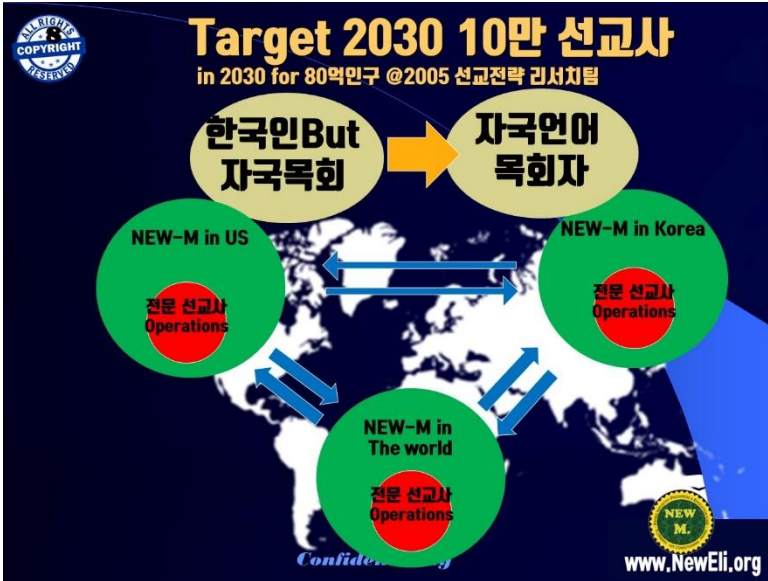 ALL RIGHTS
8
COPYRIGHT
RESERVED
Target 2030 10만 선교사
in 2030 for 80억인구 @2005 선교전략 리서치팀
한국인But
자국목회
자국언어
목회자
NEW-M in US
전문 선교사
Operations
NEW-M in Korea
전문 선교사
Operations
NEW-M in
The world
전문 선교사
Operations
NEW
M.
www.NewEli.org